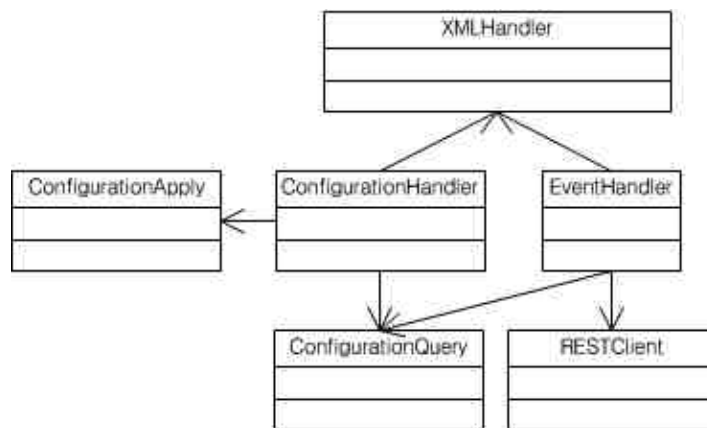 XMLHandler
ConfigurationApply
ConfigurationHandler
EventHandler
ConfigurationQuery
RESTClient